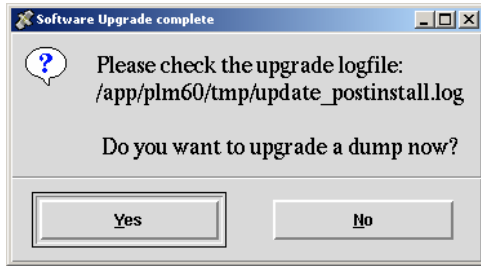 Software Upgrade complete
?
Please check the upgrade logfile:
/app/plm60/tmp/update_postinstall.log
Do you want to upgrade a dump now?
Yes
No